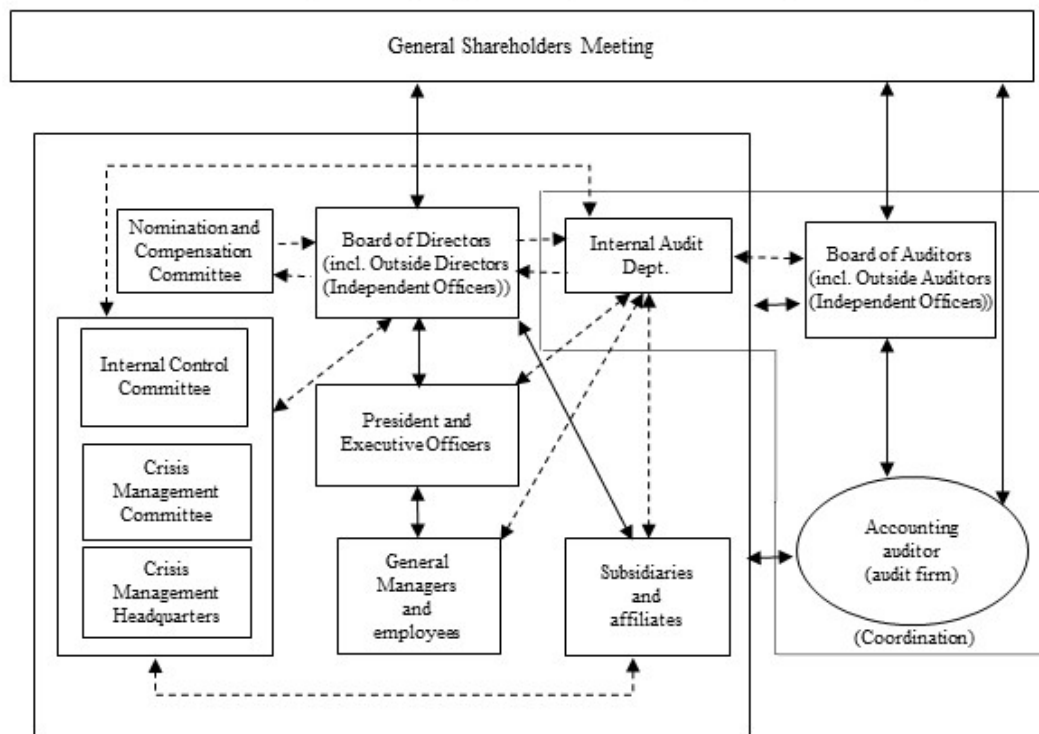 General Shareholders Meeting
Nomination and
Compensation
Committee
Board of Directors
(incl. Outside Directors
(Independent Officers))
Internal Audit
Dept.
Board of Auditors
(incl. Outside Auditors
(Independent Officers))
Internal Control
Committee
President and
Executive Officers
Crisis
Management
Committee
Crisis
Management
Headquarters
General
Managers
and
employees
Subsidiaries
and
affiliates
Accounting
auditor
(audit firm)
(Coordination)